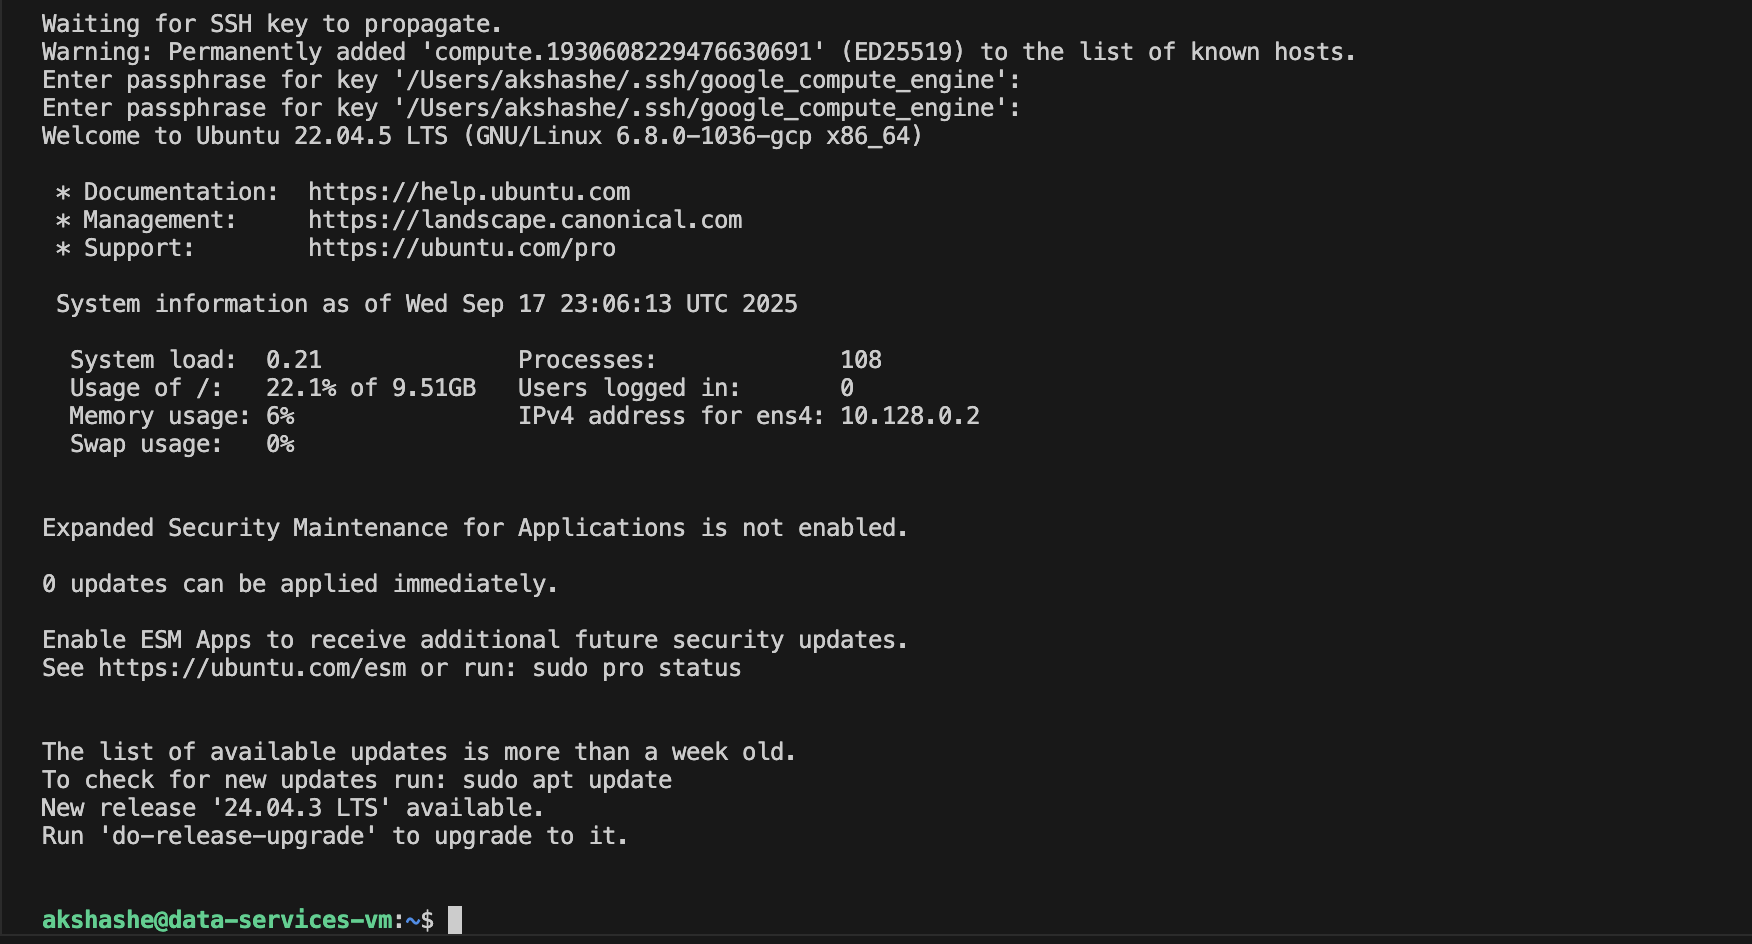 Waiting for SSH key to propagate.
Warning: Permanently added 'compute.1930608229476630691' (ED25519) to the list of known hosts.
Enter passphrase for key '/Users/akshashe/.ssh/google_compute_engine':
Enter passphrase for key '/Users/akshashe/.ssh/google_compute_engine':
Welcome to Ubuntu 22.04.5 LTS (GNU/Linux 6.8.0-1036-gcp x86_64)
 * Documentation:  https://help.ubuntu.com
 * Management:     https://landscape.canonical.com
 * Support:        https://ubuntu.com/pro
 System information as of Wed Sep 17 23:06:13 UTC 2025
  System load:  0.21              Processes:             108
  Usage of /:   22.1% of 9.51GB   Users logged in:       0
  Memory usage: 6%                IPv4 address for ens4: 10.128.0.2
  Swap usage:   0%
Expanded Security Maintenance for Applications is not enabled.
0 updates can be applied immediately.
Enable ESM Apps to receive additional future security updates.
See https://ubuntu.com/esm or run: sudo pro status
The list of available updates is more than a week old.
To check for new updates run: sudo apt update
New release '24.04.3 LTS' available.
Run 'do-release-upgrade' to upgrade to it.
akshashe@data-services-vm:~$